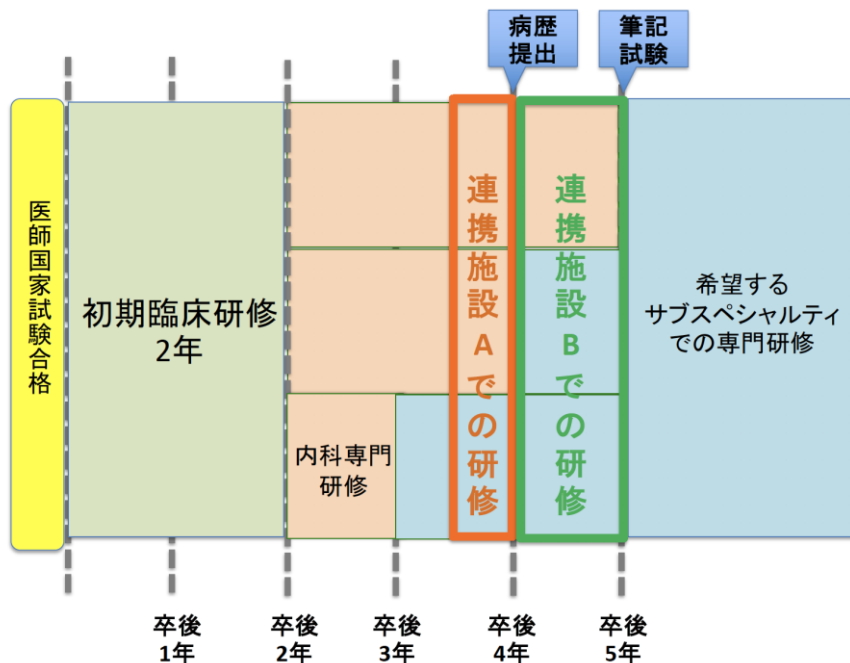 病歴
提出
筆記
試験
医師国家試験合格
初期臨床研修
2年
内科専門
研修
連携施設Aでの研修
連携施設Bでの研修
希望する
サブスペシャルティ
での専門研修
卒後
1年
卒後
2年
卒後
3年
卒後
4年
卒後
5年